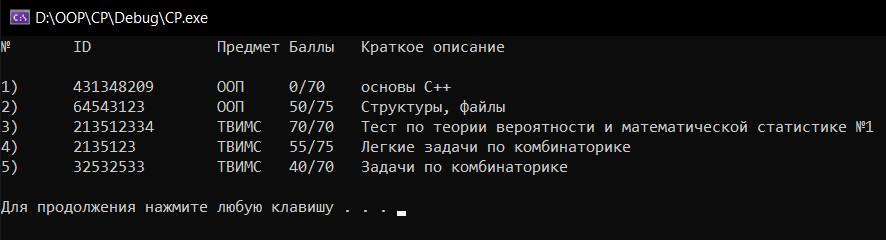 D:\OOP\CP\Debug\CP.exe
№ ID Предмет Баллы Краткое описание
1) 431348209 ООП 0/70 основы C++
2) 64543123 ООП 50/75 Структуры, файлы
3) 213512334 ТВИМС 70/70 Тест по теории вероятности и математической статистике №1
4) 2135123 ТВИМС 55/75 Легкие задачи по комбинаторике
5) 32532533 ТВИМС 40/70 Задачи по комбинаторике
Для продолжения нажмите любую клавишу . . .